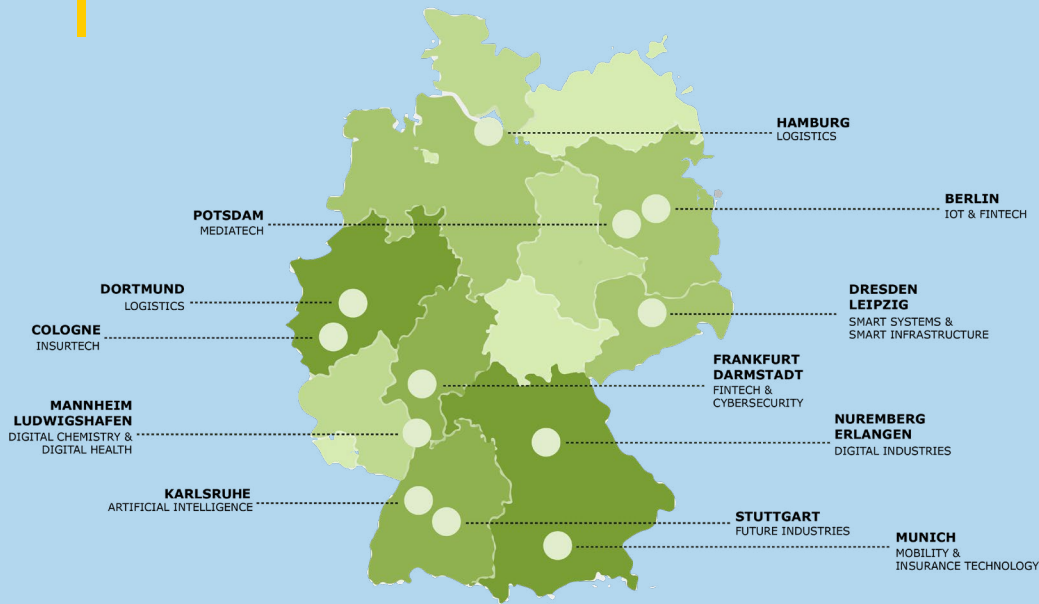 HAMBURG
LOGISTICS
BERLIN
IOT & FINTECH
POTSDAM
MEDIATECH
DORTMUND
LOGISTICS
DRESDEN
LEIPZIG
SMART SYSTEMS &
SMART INFRASTRUCTURE
COLOGNE
INSURTECH
FRANKFURT
DARMSTADT
FINTECH &
CYBERSECURITY
MANNHEIM
LUDWIGSHAFEN
DIGITAL CHEMISTRY &
DIGITAL HEALTH
NUREMBERG
ERLANGEN
DIGITAL INDUSTRIES
KARLSRUHE
ARTIFICIAL INTELLIGENCE
STUTTGART
FUTURE INDUSTRIES
MUNICH
MOBILITY &
INSURANCE TECHNOLOGY